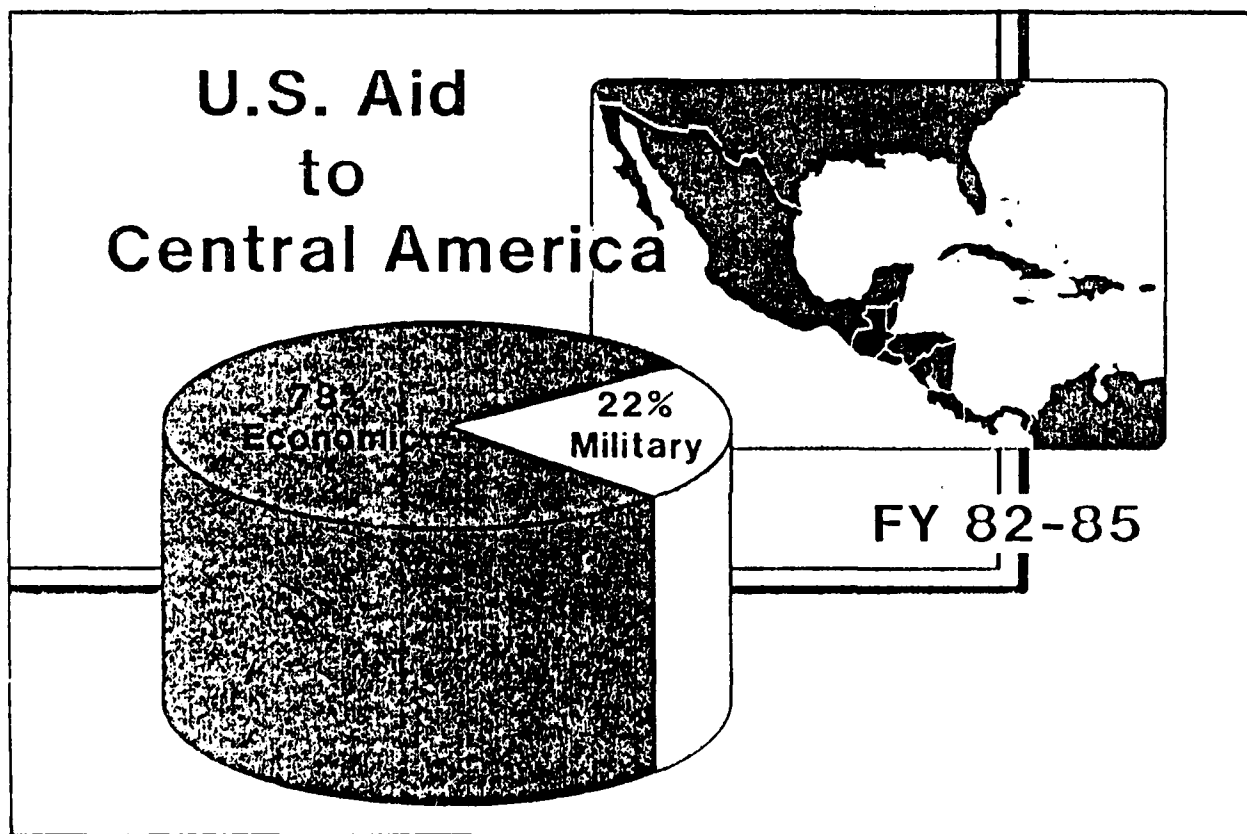 U.S. Aid
to
Central America
78%
Economic
22%
Military
FY 82-85